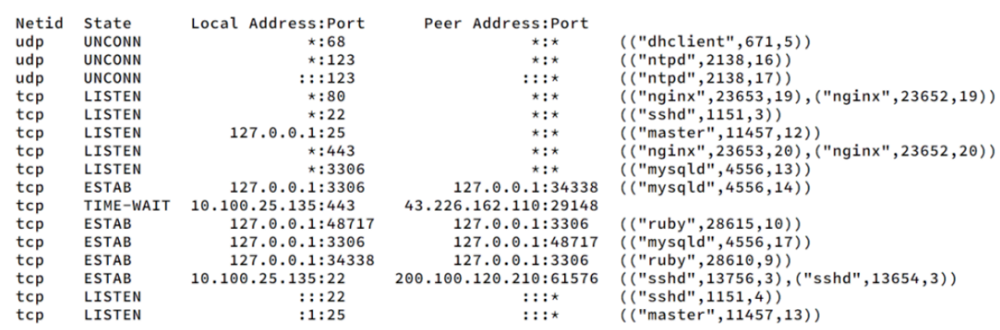 Netid State Local Address:Port Peer Address:Port
udp UNCONN *:68 *:* (("dhclient",671,5))
udp UNCONN *:123 *:* (("ntpd",2138,16))
udp UNCONN :::123 :::* (("ntpd",2138,17))
tcp LISTEN *:80 *:* (("nginx",23653,19),("nginx",23652,19))
tcp LISTEN *:22 *:* (("sshd",1151,3))
tcp LISTEN 127.0.0.1:25 *:* (("master",11457,12))
tcp LISTEN *:443 *:* (("nginx",23653,20),("nginx",23652,20))
tcp LISTEN *:3306 *:* (("mysqld",4556,13))
tcp ESTAB 127.0.0.1:3306 127.0.0.1:34338 (("mysqld",4556,14))
tcp TIME-WAIT 10.100.25.135:443 43.226.162.110:29148
tcp ESTAB 127.0.0.1:48717 127.0.0.1:3306 (("ruby",28615,10))
tcp ESTAB 127.0.0.1:3306 127.0.0.1:48717 (("mysqld",4556,17))
tcp ESTAB 127.0.0.1:34338 127.0.0.1:3306 (("ruby",28610,9))
tcp ESTAB 10.100.25.135:22 200.100.120.210:61576 (("sshd",13756,3),("sshd",13654,3))
tcp LISTEN :::22 :::* (("sshd",1151,4))
tcp LISTEN :1:25 :::* (("master",11457,13))